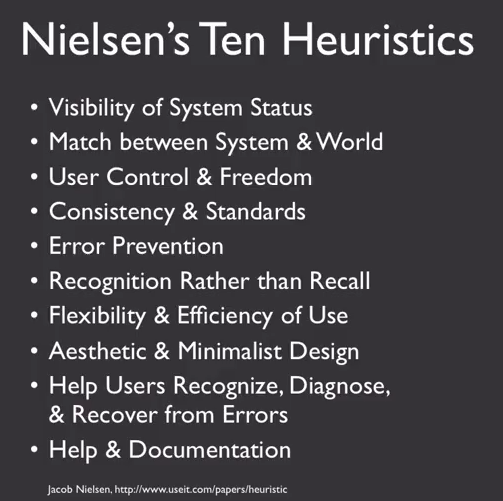 Nielsen's Ten Heuristics
• Visibility of System Status
• Match between System & World
• User Control & Freedom
• Consistency & Standards
• Error Prevention
• Recognition Rather than Recall
• Flexibility & Efficiency of Use
• Aesthetic & Minimalist Design
• Help Users Recognize, Diagnose,
& Recover from Errors
• Help & Documentation
Jacob Nielsen, http://www.useit.com/papers/heuristic